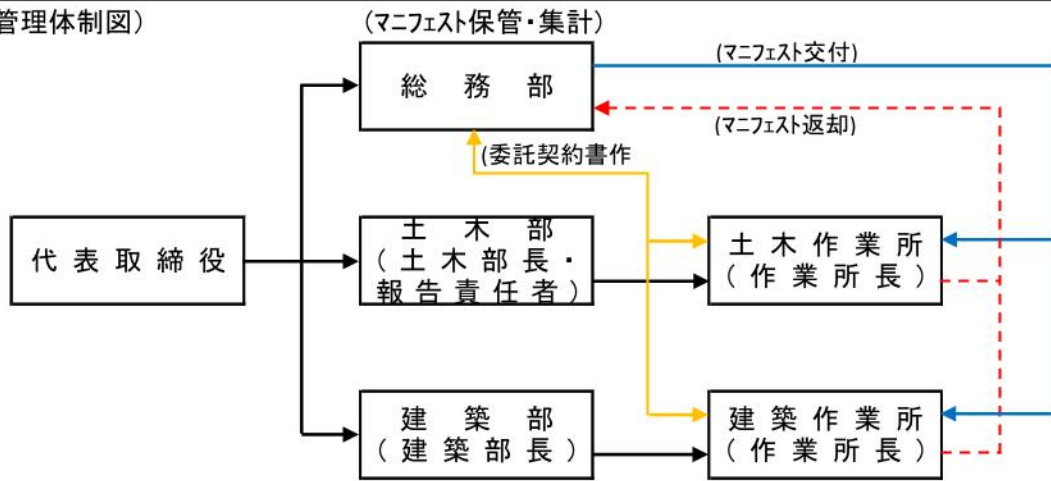 管理体制図）
（マニフェスト保管・集計）
（マニフェスト交付）
総務部
（マニフェスト返却）
（委託契約書作
代表取締役
土木部
（土木部長・
報告責任者）
土木作業所
（作業所長）
建築部
（建築部長）
建築作業所
（作業所長）